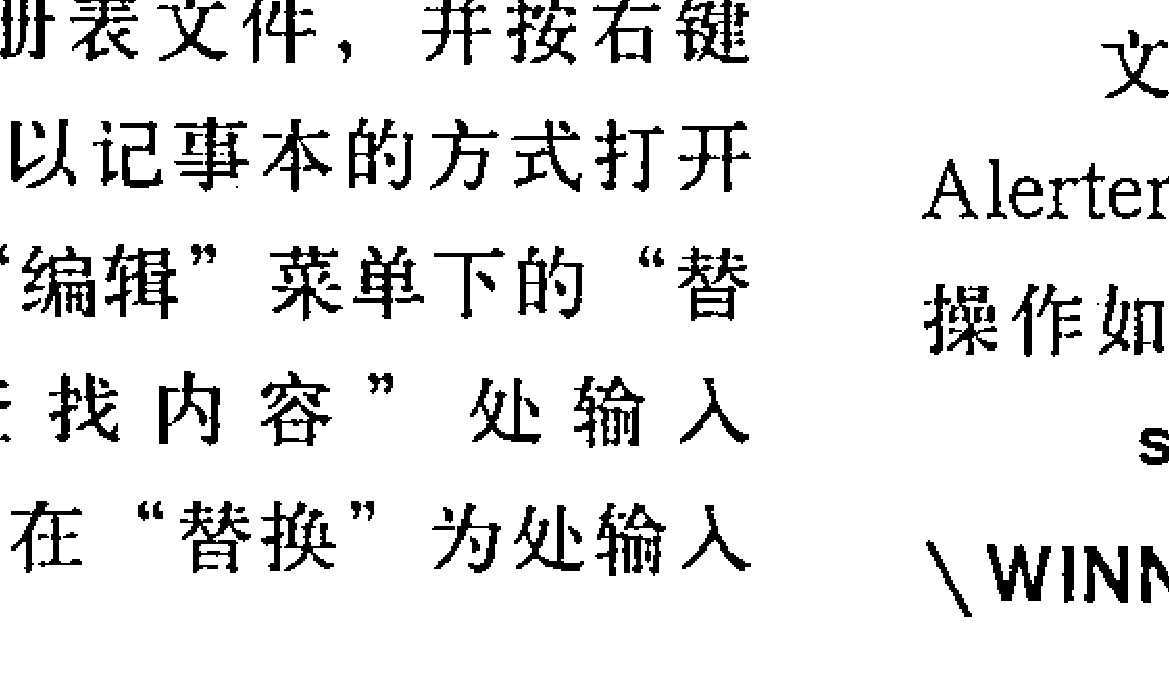 册表文件，并按右键
以记事本的方式打开
“编辑”菜单下的“替
找内容”处输入
在“替换”为处输入
文
Alerter
操作如
s
\WINN